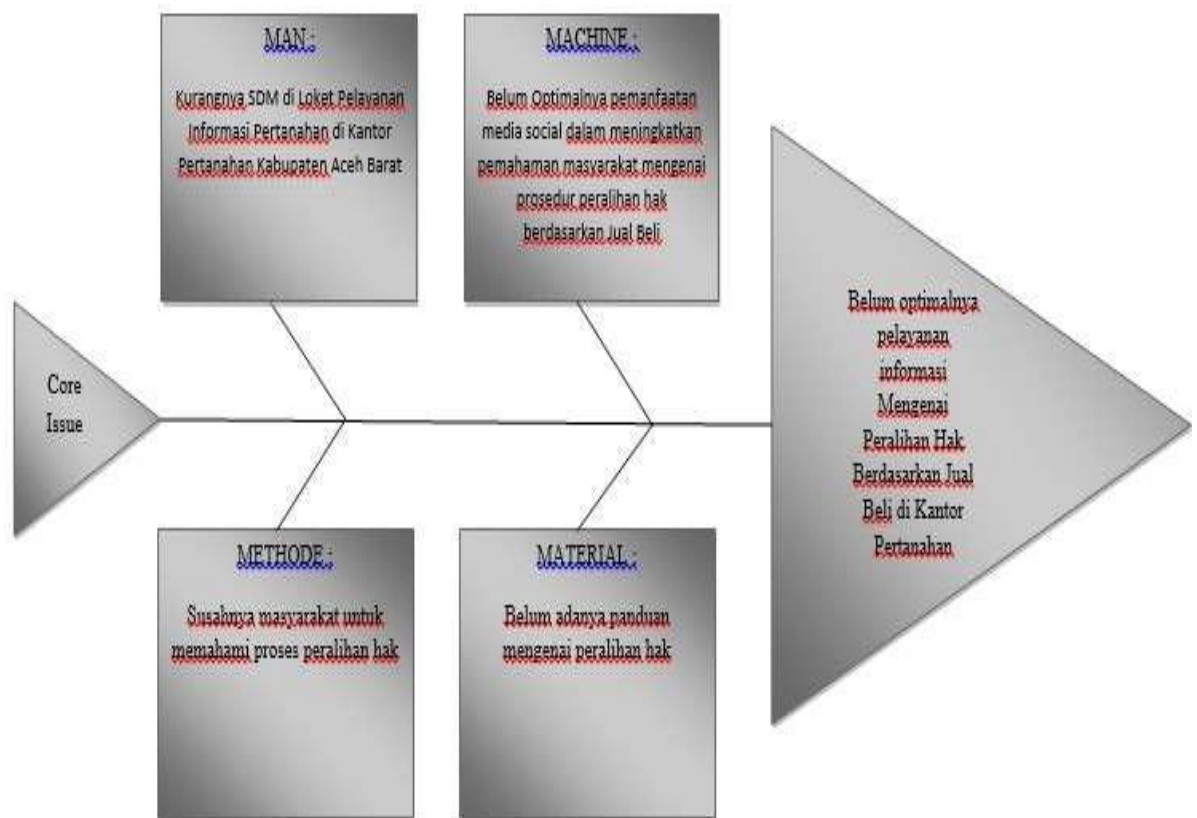 MAN :
Kurangnya SDM di Loket Pelayanan
Informasi Pertanahan di Kantor
Pertanahan Kabupaten Aceh Barat
MACHINE :
Belum Optimalnya pemanfaatan
media social dalam meningkatkan
pemahaman masyarakat mengenai
prosedur peralihan hak
berdasarkan Jual Beli
Core
Issue
Belum optimalnya
pelayanan
informasi
Mengenai
Peralihan Hak
Berdasarkan Jual
Beli di Kantor
Pertanahan
METHODE :
Susahnya masyarakat untuk
memahami proses peralihan hak
MATERIAL :
Belum adanya panduan
mengenai peralihan hak